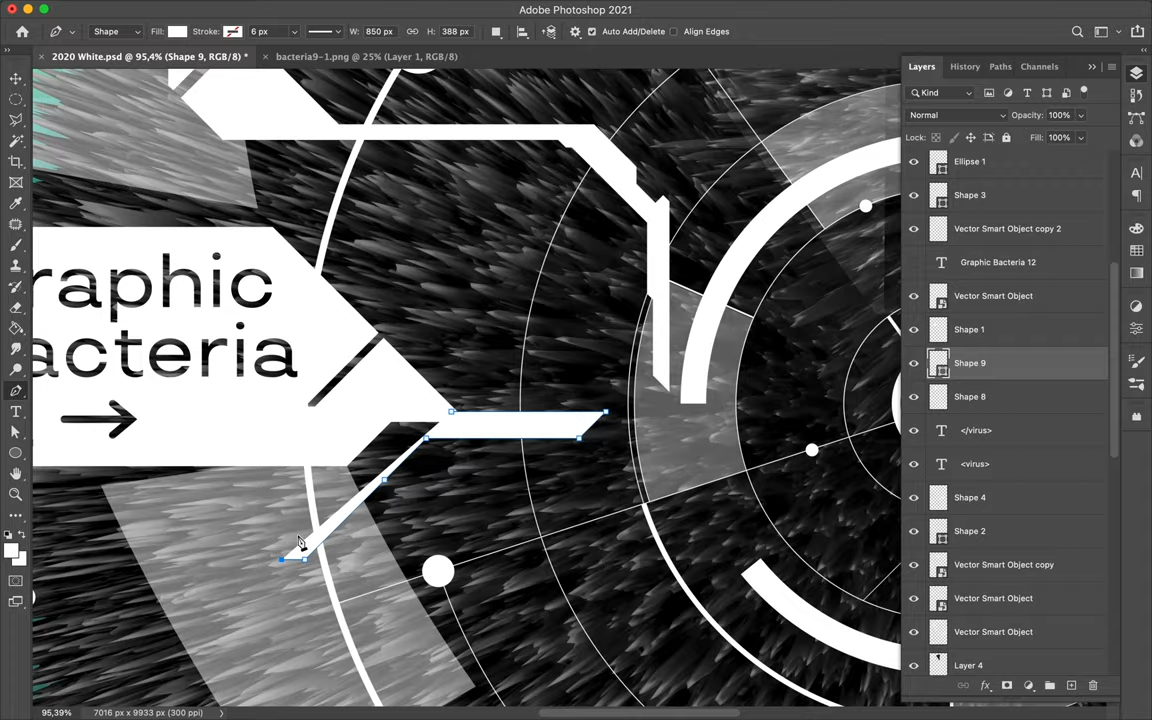 Adobe Photoshop 2021
Shape
Fill:
Stroke:
6 px
W: 850 px
H: 388 px
Auto Add/Delete
Align Edges
2020 White.psd @ 95,4% (Shape 9, RGB/8) *
bacteria9-1.png @ 25% (Layer 1, RGB/8)
Layers
History
Paths
Channels
Kind
Normal
Opacity: 100%
Lock:
Fill: 100%
Ellipse 1
Shape 3
Vector Smart Object copy 2
Graphic Bacteria 12
Vector Smart Object
Shape 1
Shape 9
Shape 8
</virus>
<virus>
Shape 4
Shape 2
Vector Smart Object copy
Vector Smart Object
Vector Smart Object
Layer 4
raphic
acteria
95,39%
7016 px x 9933 px (300 ppi)